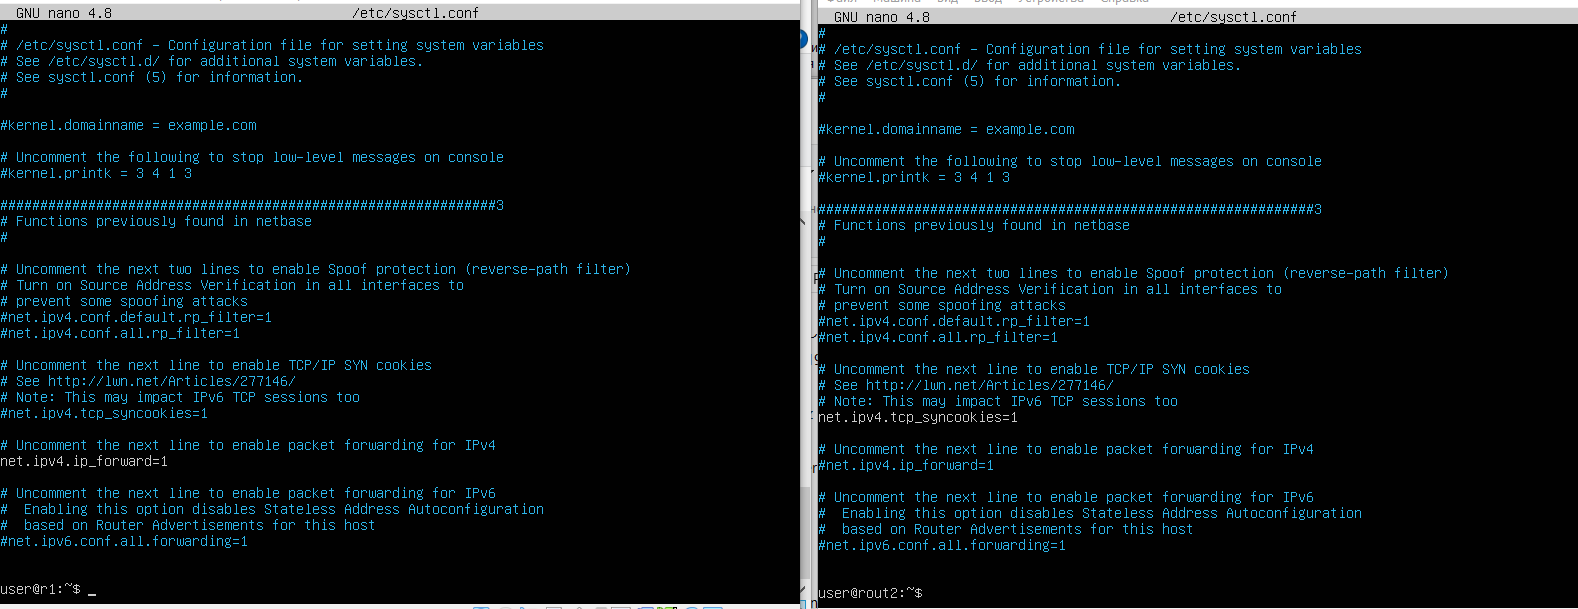 GNU nano 4.8 /etc/sysctl.conf
#
# /etc/sysctl.conf - Configuration file for setting system variables
# See /etc/sysctl.d/ for additional system variables.
# See sysctl.conf (5) for information.
#
#kernel.domainname = example.com
# Uncomment the following to stop low-level messages on console
#kernel.printk = 3 4 1 3
##############################################################3
# Functions previously found in netbase
#
# Uncomment the next two lines to enable Spoof protection (reverse-path filter)
# Turn on Source Address Verification in all interfaces to
# prevent some spoofing attacks
#net.ipv4.conf.default.rp_filter=1
#net.ipv4.conf.all.rp_filter=1
# Uncomment the next line to enable TCP/IP SYN cookies
# See http://lwn.net/Articles/277146/
# Note: This may impact IPv6 TCP sessions too
#net.ipv4.tcp_syncookies=1
# Uncomment the next line to enable packet forwarding for IPv4
net.ipv4.ip_forward=1
# Uncomment the next line to enable packet forwarding for IPv6
#  Enabling this option disables Stateless Address Autoconfiguration
#  based on Router Advertisements for this host
#net.ipv6.conf.all.forwarding=1
user@r1:~$ _
GNU nano 4.8 /etc/sysctl.conf
#
# /etc/sysctl.conf - Configuration file for setting system variables
# See /etc/sysctl.d/ for additional system variables.
# See sysctl.conf (5) for information.
#
#kernel.domainname = example.com
# Uncomment the following to stop low-level messages on console
#kernel.printk = 3 4 1 3
##############################################################3
# Functions previously found in netbase
#
# Uncomment the next two lines to enable Spoof protection (reverse-path filter)
# Turn on Source Address Verification in all interfaces to
# prevent some spoofing attacks
#net.ipv4.conf.default.rp_filter=1
#net.ipv4.conf.all.rp_filter=1
# Uncomment the next line to enable TCP/IP SYN cookies
# See http://lwn.net/Articles/277146/
# Note: This may impact IPv6 TCP sessions too
net.ipv4.tcp_syncookies=1
# Uncomment the next line to enable packet forwarding for IPv4
#net.ipv4.ip_forward=1
# Uncomment the next line to enable packet forwarding for IPv6
#  Enabling this option disables Stateless Address Autoconfiguration
#  based on Router Advertisements for this host
#net.ipv6.conf.all.forwarding=1
user@rout2:~$